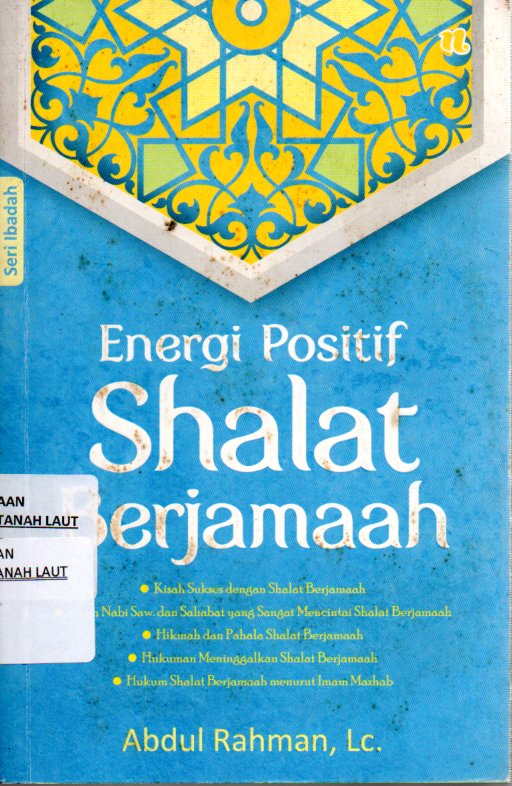 n
Seri Ibadah
Energi Positif
Shalat
Berjamaah
AAN
TANAH LAUT
AN
ANAH LAUT
Kisah Sukses dengan Shalat Berjamaah
Nabi Saw. dan Sahabat yang Sangat Mencintai Shalat Berjamaah
Hikmah dan Pahala Shalat Berjamaah
Hukuman Meninggalkan Shalat Berjamaah
Hukum Shalat Berjamaah menurut Imam Mazhab
Abdul Rahman, Lc.